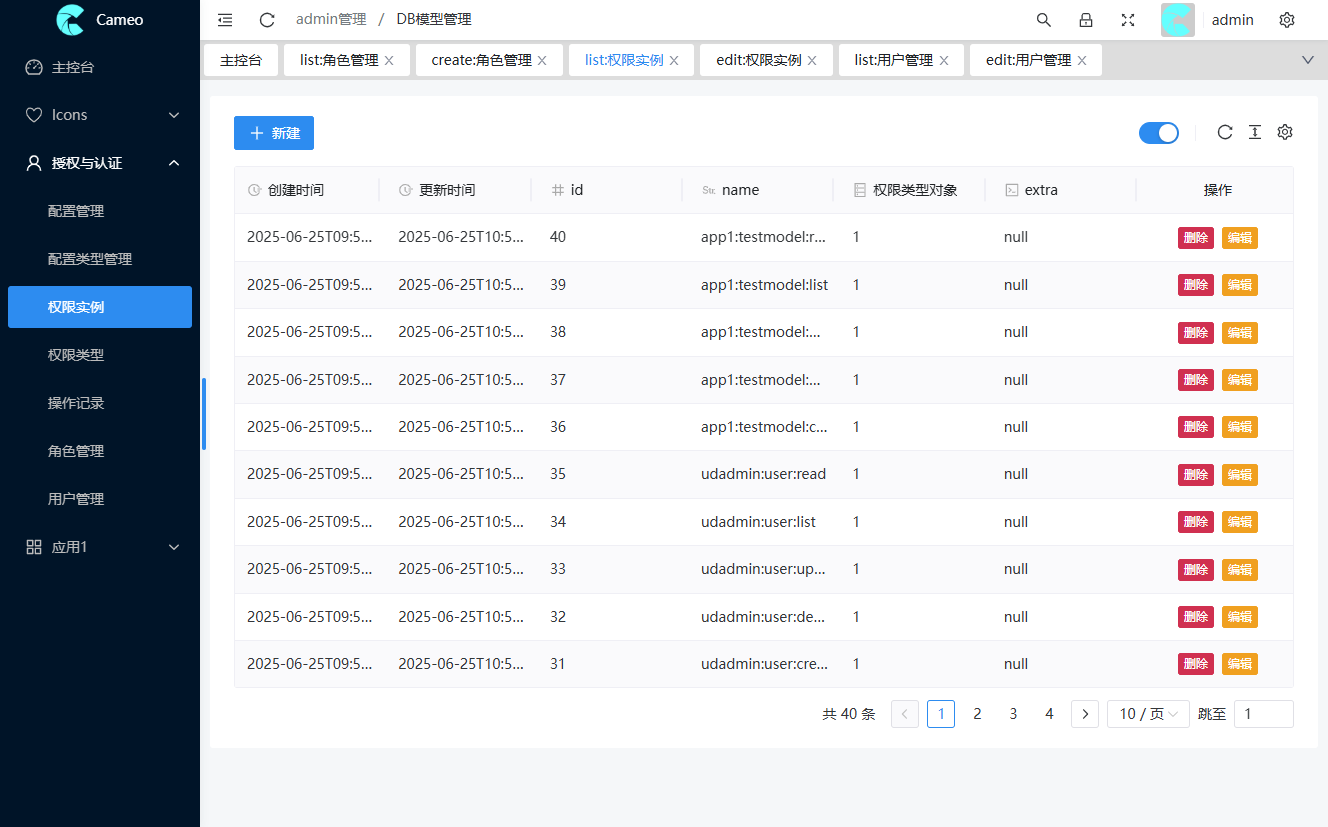 Cameo
admin管理 / DB模型管理
admin
主控台
list:角色管理
create:角色管理
list:权限实例
edit:权限实例
list:用户管理
edit:用户管理
主控台
Icons
授权与认证
配置管理
配置类型管理
权限实例
权限类型
操作记录
角色管理
用户管理
应用1
新建
创建时间 更新时间 id Str. name 权限类型对象 extra 操作
2025-06-25T09:5... 2025-06-25T10:5... 40 app1:testmodel:r... 1 null 删除 编辑
2025-06-25T09:5... 2025-06-25T10:5... 39 app1:testmodel:list 1 null 删除 编辑
2025-06-25T09:5... 2025-06-25T10:5... 38 app1:testmodel:... 1 null 删除 编辑
2025-06-25T09:5... 2025-06-25T10:5... 37 app1:testmodel:... 1 null 删除 编辑
2025-06-25T09:5... 2025-06-25T10:5... 36 app1:testmodel:c... 1 null 删除 编辑
2025-06-25T09:5... 2025-06-25T10:5... 35 udadmin:user:read 1 null 删除 编辑
2025-06-25T09:5... 2025-06-25T10:5... 34 udadmin:user:list 1 null 删除 编辑
2025-06-25T09:5... 2025-06-25T10:5... 33 udadmin:user:up... 1 null 删除 编辑
2025-06-25T09:5... 2025-06-25T10:5... 32 udadmin:user:de... 1 null 删除 编辑
2025-06-25T09:5... 2025-06-25T10:5... 31 udadmin:user:cre... 1 null 删除 编辑
共 40 条 1 2 3 4 10 / 页 跳至 1